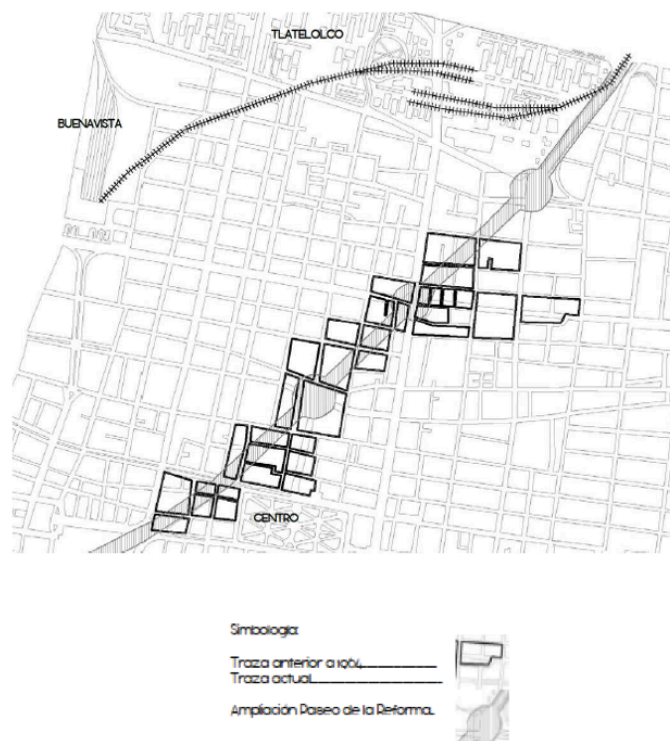 TLATELOLCO
BUENAVISTA
CENTRO
Simbología:
Traza anterior a 1964
Traza actual
Ampliación Paseo de la Reforma